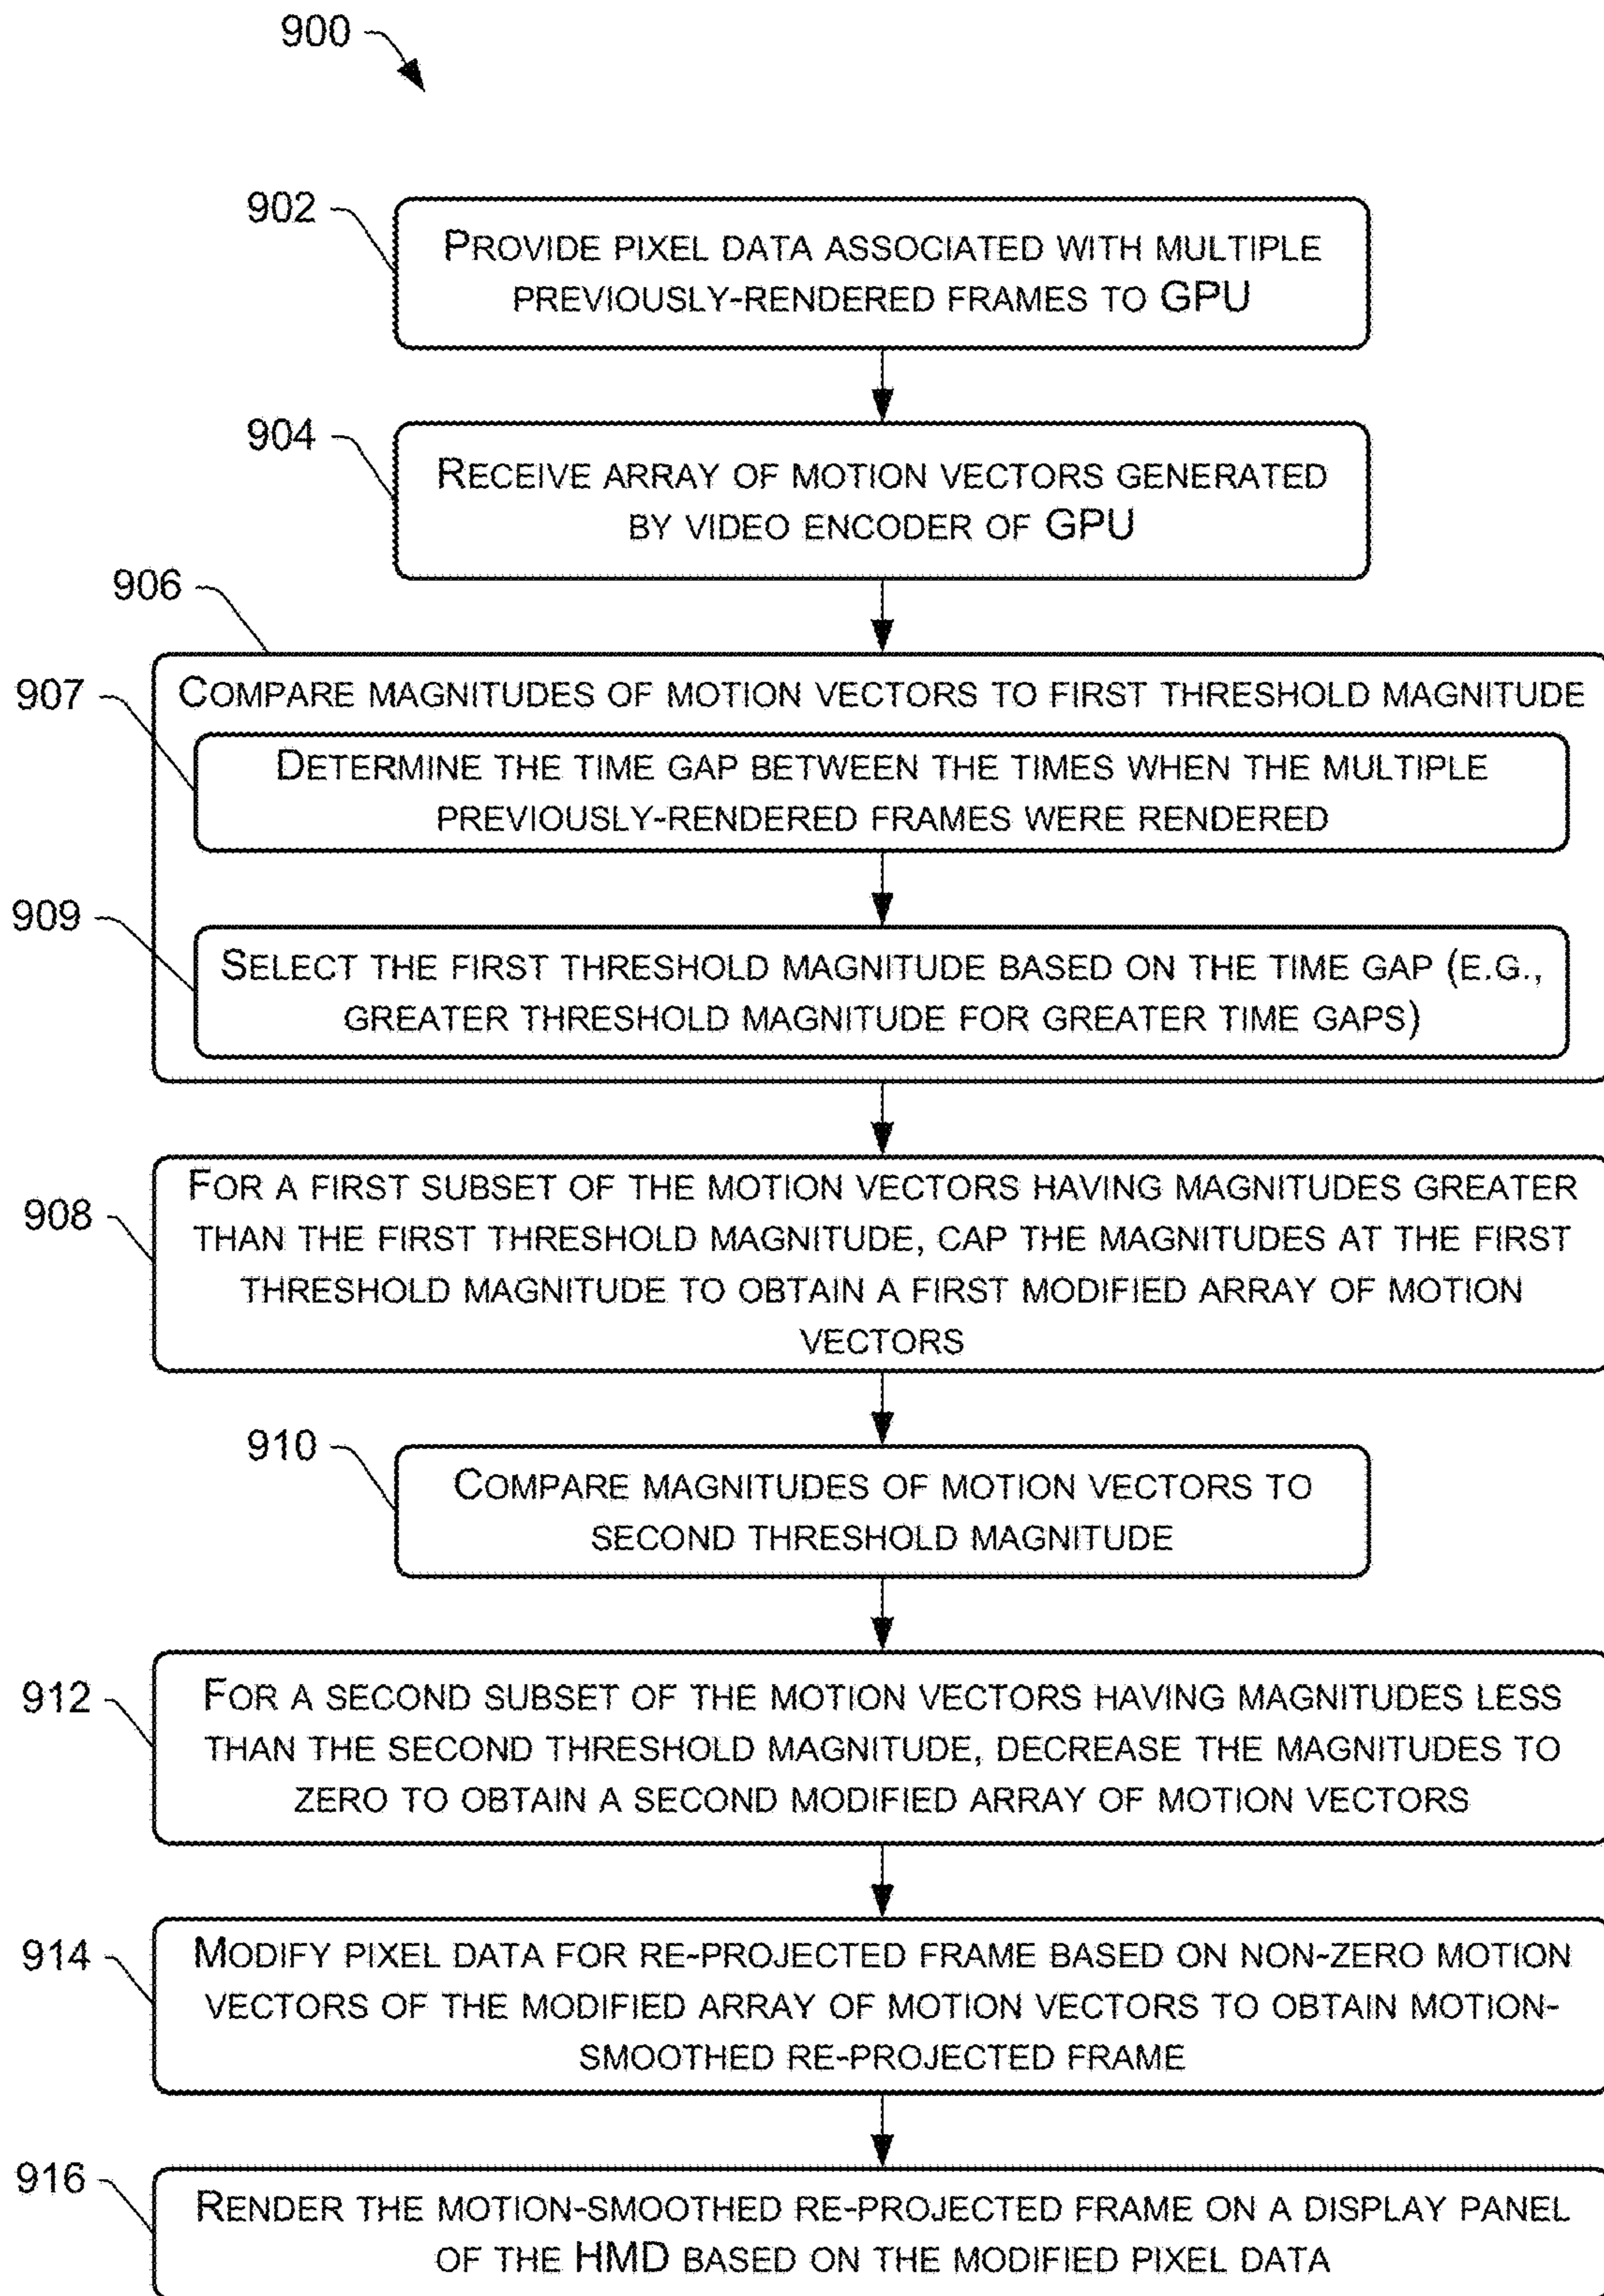 900
902
PROVIDE PIXEL DATA ASSOCIATED WITH MULTIPLE
PREVIOUSLY-RENDERED FRAMES TO GPU
904
RECEIVE ARRAY OF MOTION VECTORS GENERATED
BY VIDEO ENCODER OF GPU
906
COMPARE MAGNITUDES OF MOTION VECTORS TO FIRST THRESHOLD MAGNITUDE
907
DETERMINE THE TIME GAP BETWEEN THE TIMES WHEN THE MULTIPLE
PREVIOUSLY-RENDERED FRAMES WERE RENDERED
909
SELECT THE FIRST THRESHOLD MAGNITUDE BASED ON THE TIME GAP (E.G.,
GREATER THRESHOLD MAGNITUDE FOR GREATER TIME GAPS)
908
FOR A FIRST SUBSET OF THE MOTION VECTORS HAVING MAGNITUDES GREATER
THAN THE FIRST THRESHOLD MAGNITUDE, CAP THE MAGNITUDES AT THE FIRST
THRESHOLD MAGNITUDE TO OBTAIN A FIRST MODIFIED ARRAY OF MOTION
VECTORS
910
COMPARE MAGNITUDES OF MOTION VECTORS TO
SECOND THRESHOLD MAGNITUDE
912
FOR A SECOND SUBSET OF THE MOTION VECTORS HAVING MAGNITUDES LESS
THAN THE SECOND THRESHOLD MAGNITUDE, DECREASE THE MAGNITUDES TO
ZERO TO OBTAIN A SECOND MODIFIED ARRAY OF MOTION VECTORS
914
MODIFY PIXEL DATA FOR RE-PROJECTED FRAME BASED ON NON-ZERO MOTION
VECTORS OF THE MODIFIED ARRAY OF MOTION VECTORS TO OBTAIN MOTION-
SMOOTHED RE-PROJECTED FRAME
916
RENDER THE MOTION-SMOOTHED RE-PROJECTED FRAME ON A DISPLAY PANEL
OF THE HMD BASED ON THE MODIFIED PIXEL DATA